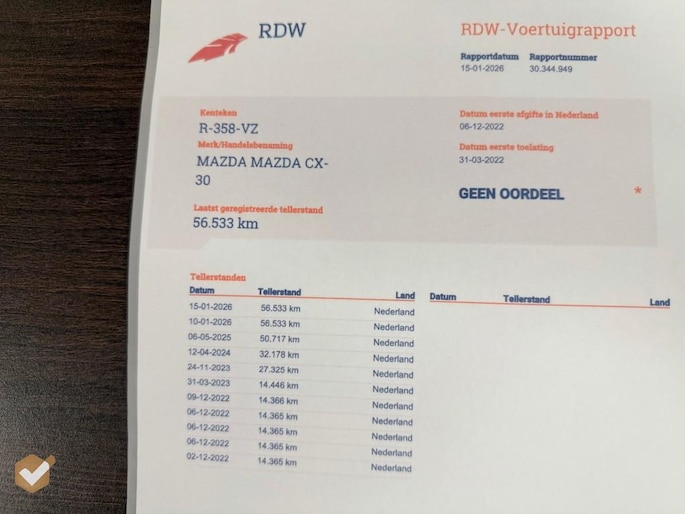 RDW
RDW-Voertuigrapport
Rapportdatum Rapportnummer
15-01-2026 30.344.949
Kenteken
R-358-VZ
Merk/Handelsbenaming
MAZDA MAZDA CX-
30
Laatst geregistreerde tellerstand
56.533 km
Datum eerste afgifte in Nederland
06-12-2022
Datum eerste toelating
31-03-2022
GEEN OORDEEL *
Tellerstanden
Datum Tellerstand Land Datum Tellerstand Land
15-01-2026 56.533 km Nederland
10-01-2026 56.533 km Nederland
06-05-2025 50.717 km Nederland
12-04-2024 32.178 km Nederland
24-11-2023 27.325 km Nederland
31-03-2023 14.446 km Nederland
09-12-2022 14.366 km Nederland
06-12-2022 14.365 km Nederland
06-12-2022 14.365 km Nederland
06-12-2022 14.365 km Nederland
02-12-2022 14.365 km Nederland